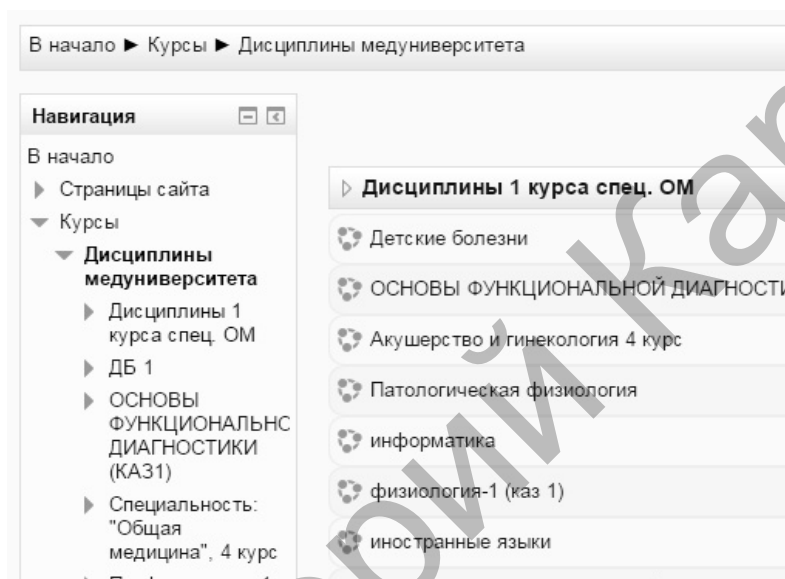 В начало ► Курсы ► Дисциплины медуниверситета
Навигация
В начало
Страницы сайта
Курсы
Дисциплины
медуниверситета
Дисциплины 1
курса спец. ОМ
ДБ 1
ОСНОВЫ
ФУНКЦИОНАЛЬНС
ДИАГНОСТИКИ
(КАЗ1)
Специальность:
"Общая
медицина", 4 курс
Дисциплины 1 курса спец. ОМ
Детские болезни
ОСНОВЫ ФУНКЦИОНАЛЬНОЙ ДИАГНОСТИ
Акушерство и гинекология 4 курс
Патологическая физиология
информатика
физиология-1 (каз 1)
иностранные языки